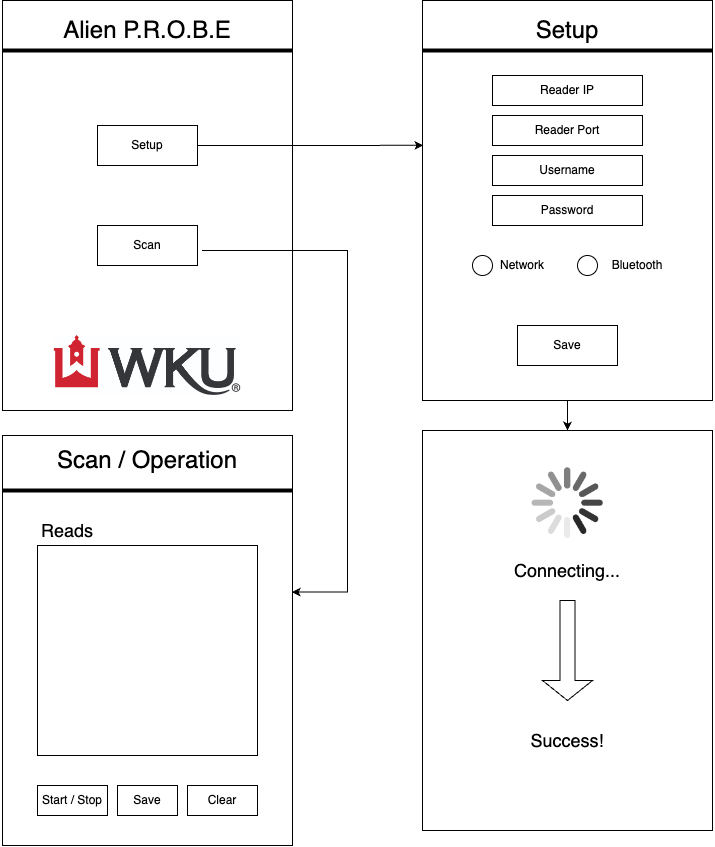 Alien P.R.O.B.E
Setup
Scan
WKU®
Setup
Reader IP
Reader Port
Username
Password
Network Bluetooth
Save
Scan / Operation
Reads
Start / Stop Save Clear
Connecting...
Success!